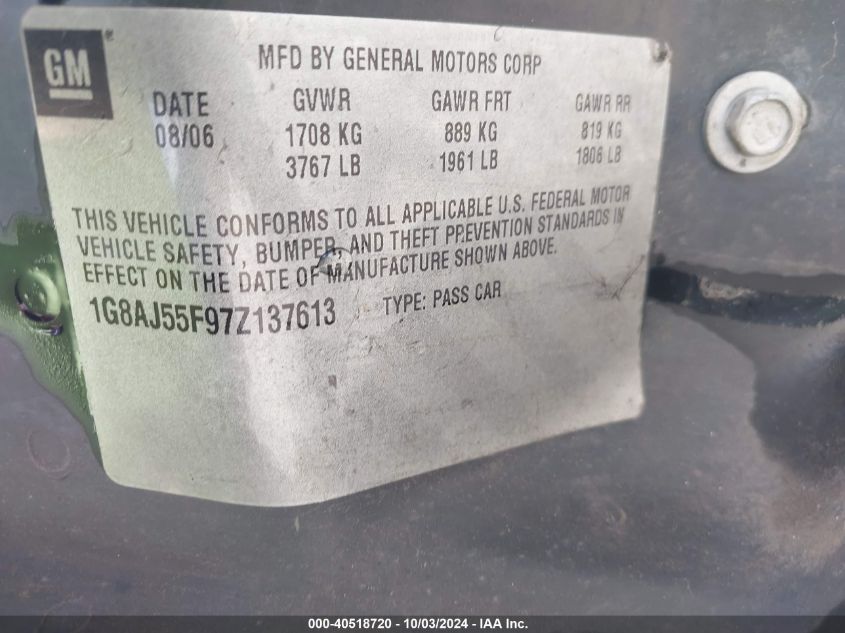 GM ®
MFD BY GENERAL MOTORS CORP
DATE GVWR GAWR FRT GAWR RR
08/06 1708 KG 889 KG 819 KG
3767 LB 1961 LB 1806 LB
THIS VEHICLE CONFORMS TO ALL APPLICABLE U.S. FEDERAL MOTOR
VEHICLE SAFETY, BUMPER, AND THEFT PREVENTION STANDARDS IN
EFFECT ON THE DATE OF MANUFACTURE SHOWN ABOVE.
1G8AJ55F97Z137613 TYPE: PASS CAR
000-40518720 - 10/03/2024 - IAA Inc.